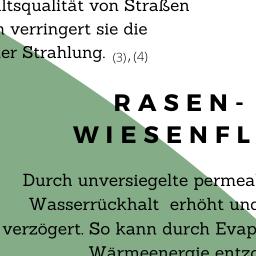 ltsqualität von Straßen
verringert sie die
er Strahlung. (3),(4)
RASEN-
WIESENFL
Durch unversiegelte permea
Wasserrückhalt erhöht und
verzögert. So kann durch Evap
Wärmeenergie entzo